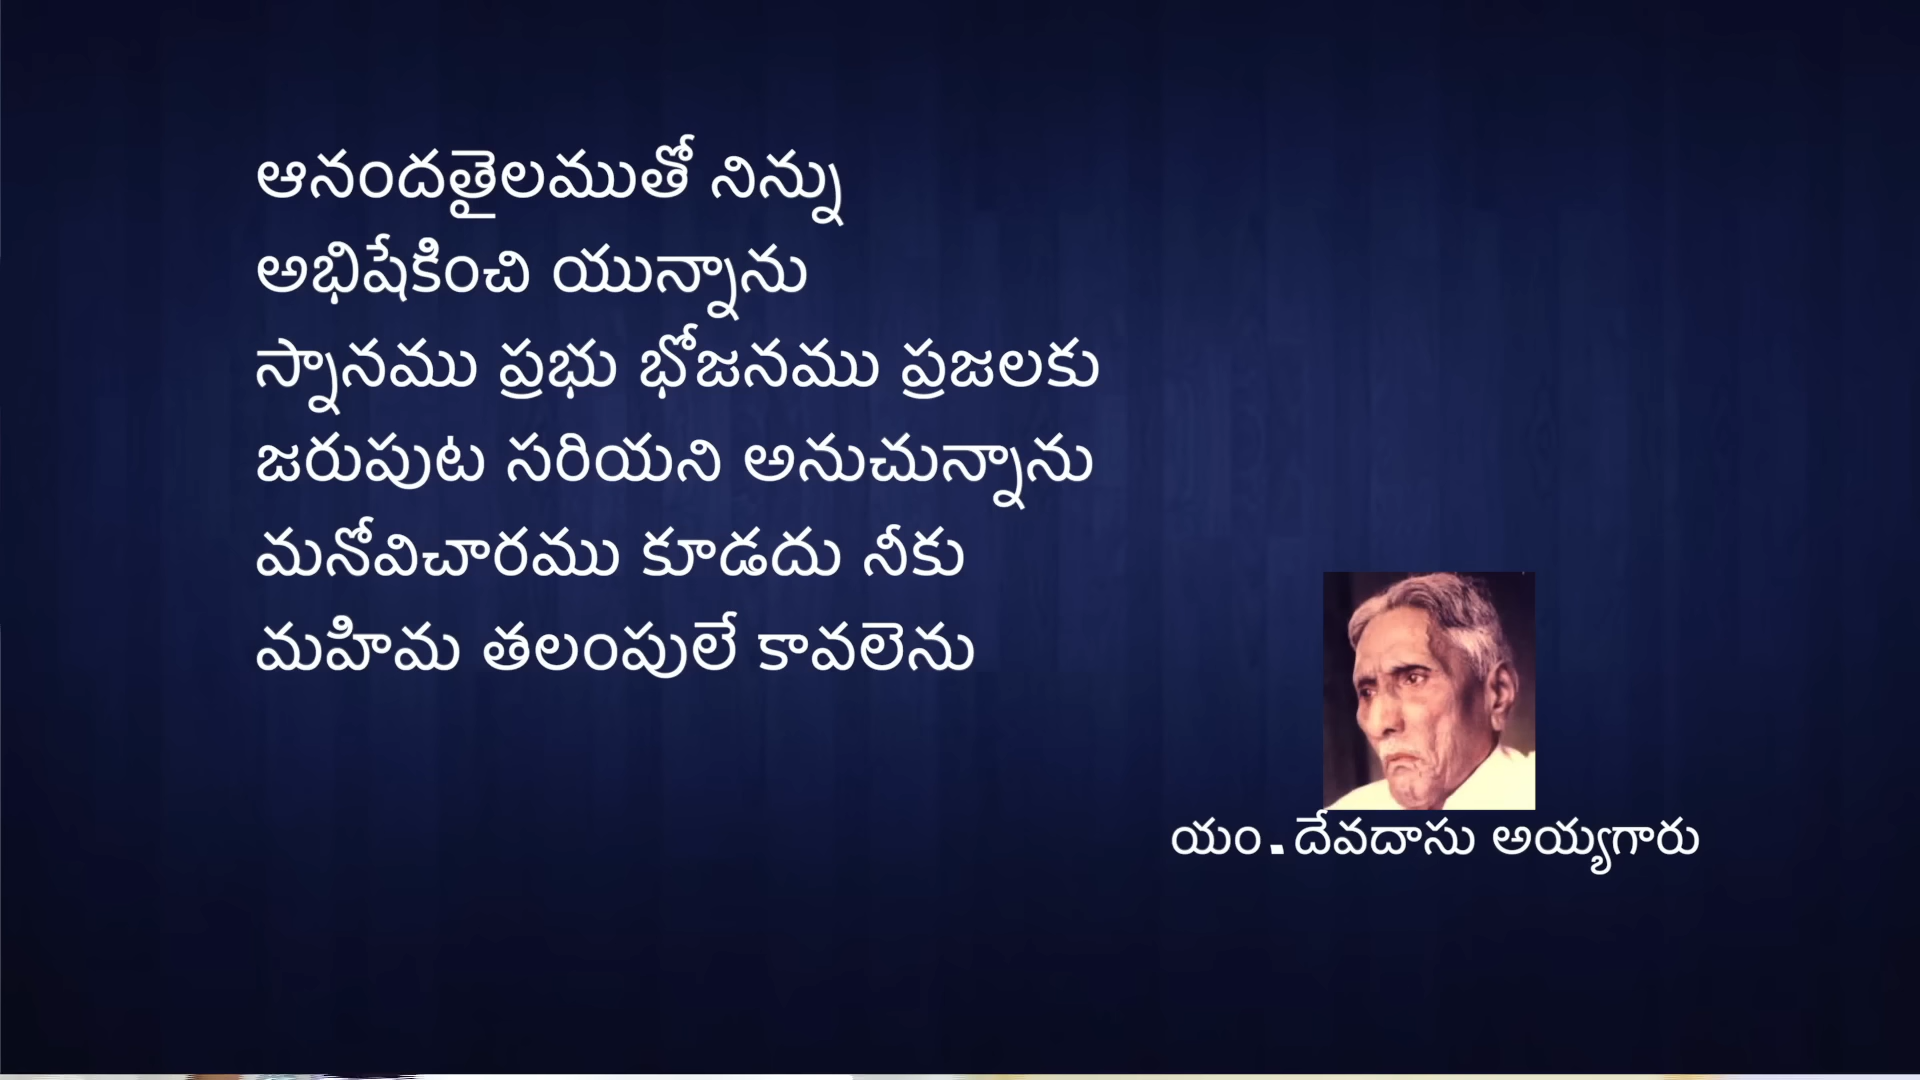 ఆనందతైలముతో నిన్ను
అభిషేకించి యున్నాను
స్నానము ప్రభు భోజనము ప్రజలకు
జరుపుట సరియని అనుచున్నాను
మనోవిచారము కూడదు నీకు
మహిమ తలంపులే కావలెను
యం.దేవదాసు అయ్యగారు